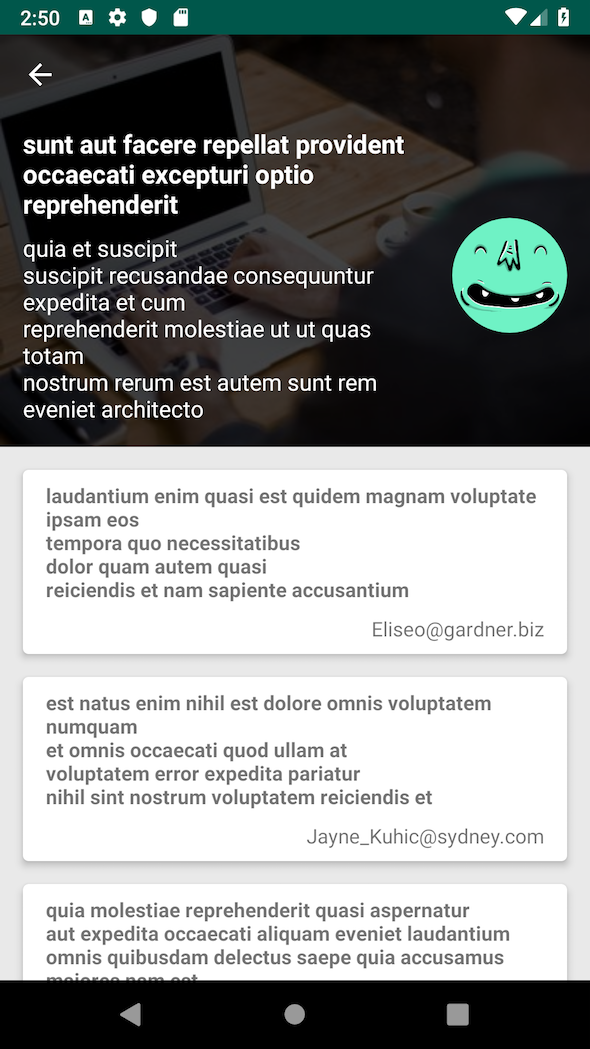 2:50
sunt aut facere repellat provident
occaecati excepturi optio
reprehenderit
quia et suscipit
suscipit recusandae consequuntur
expedita et cum
reprehenderit molestiae ut ut quas
totam
nostrum rerum est autem sunt rem
eveniet architecto
laudantium enim quasi est quidem magnam voluptate
ipsam eos
tempora quo necessitatibus
dolor quam autem quasi
reiciendis et nam sapiente accusantium
Eliseo@gardner.biz
est natus enim nihil est dolore omnis voluptatem
numquam
et omnis occaecati quod ullam at
voluptatem error expedita pariatur
nihil sint nostrum voluptatem reiciendis et
Jayne_Kuhic@sydney.com
quia molestiae reprehenderit quasi aspernatur
aut expedita occaecati aliquam eveniet laudantium
omnis quibusdam delectus saepe quia accusamus
maiores nam est